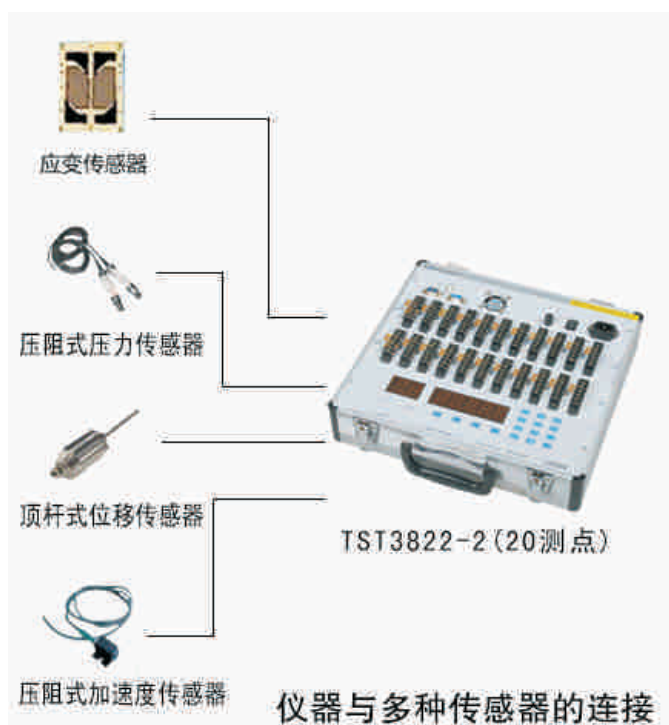 应变传感器
压阻式压力传感器
顶杆式位移传感器
TST3822-2(20测点)
压阻式加速度传感器
仪器与多种传感器的连接